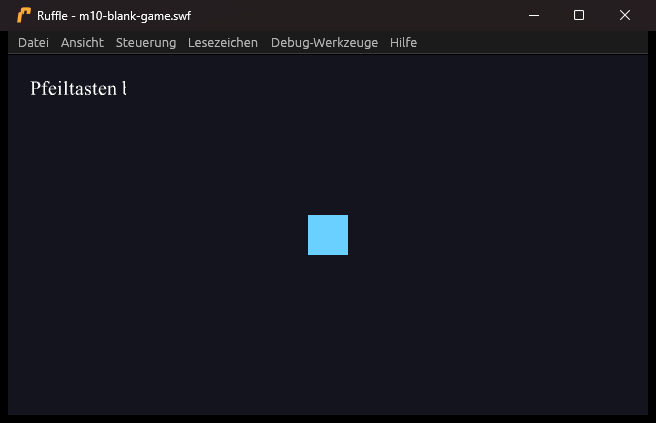 Ruffle - m10-blank-game.swf
Datei Ansicht Steuerung Lesezeichen Debug-Werkzeuge Hilfe
Pfeiltasten